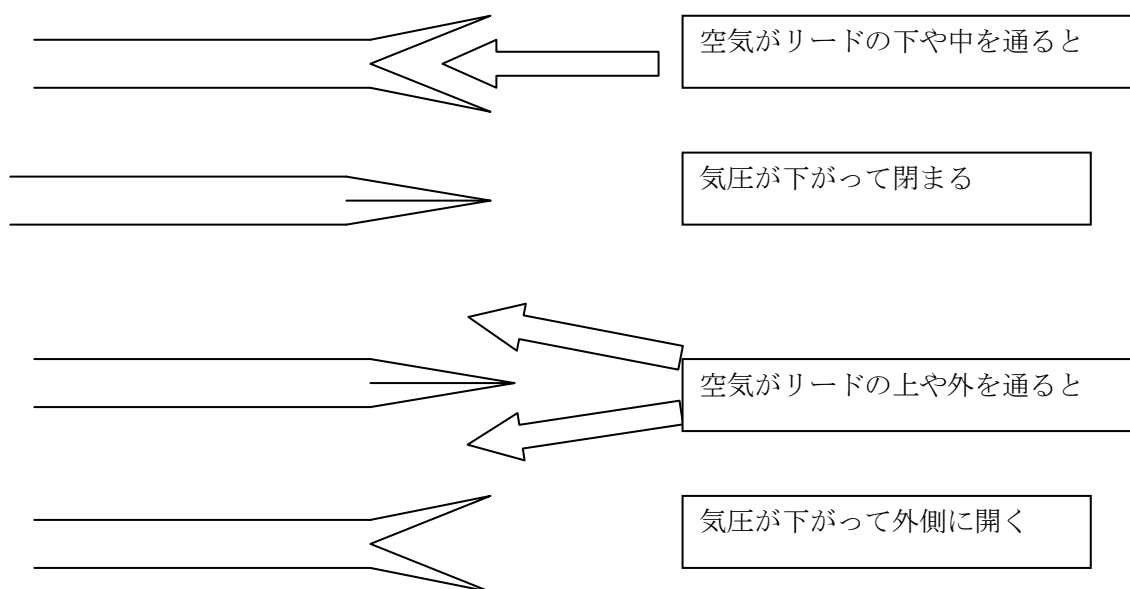 空気がリードの下や中を通ると
気圧が下がって閉まる
空気がリードの上や外を通ると
気圧が下がって外側に開く